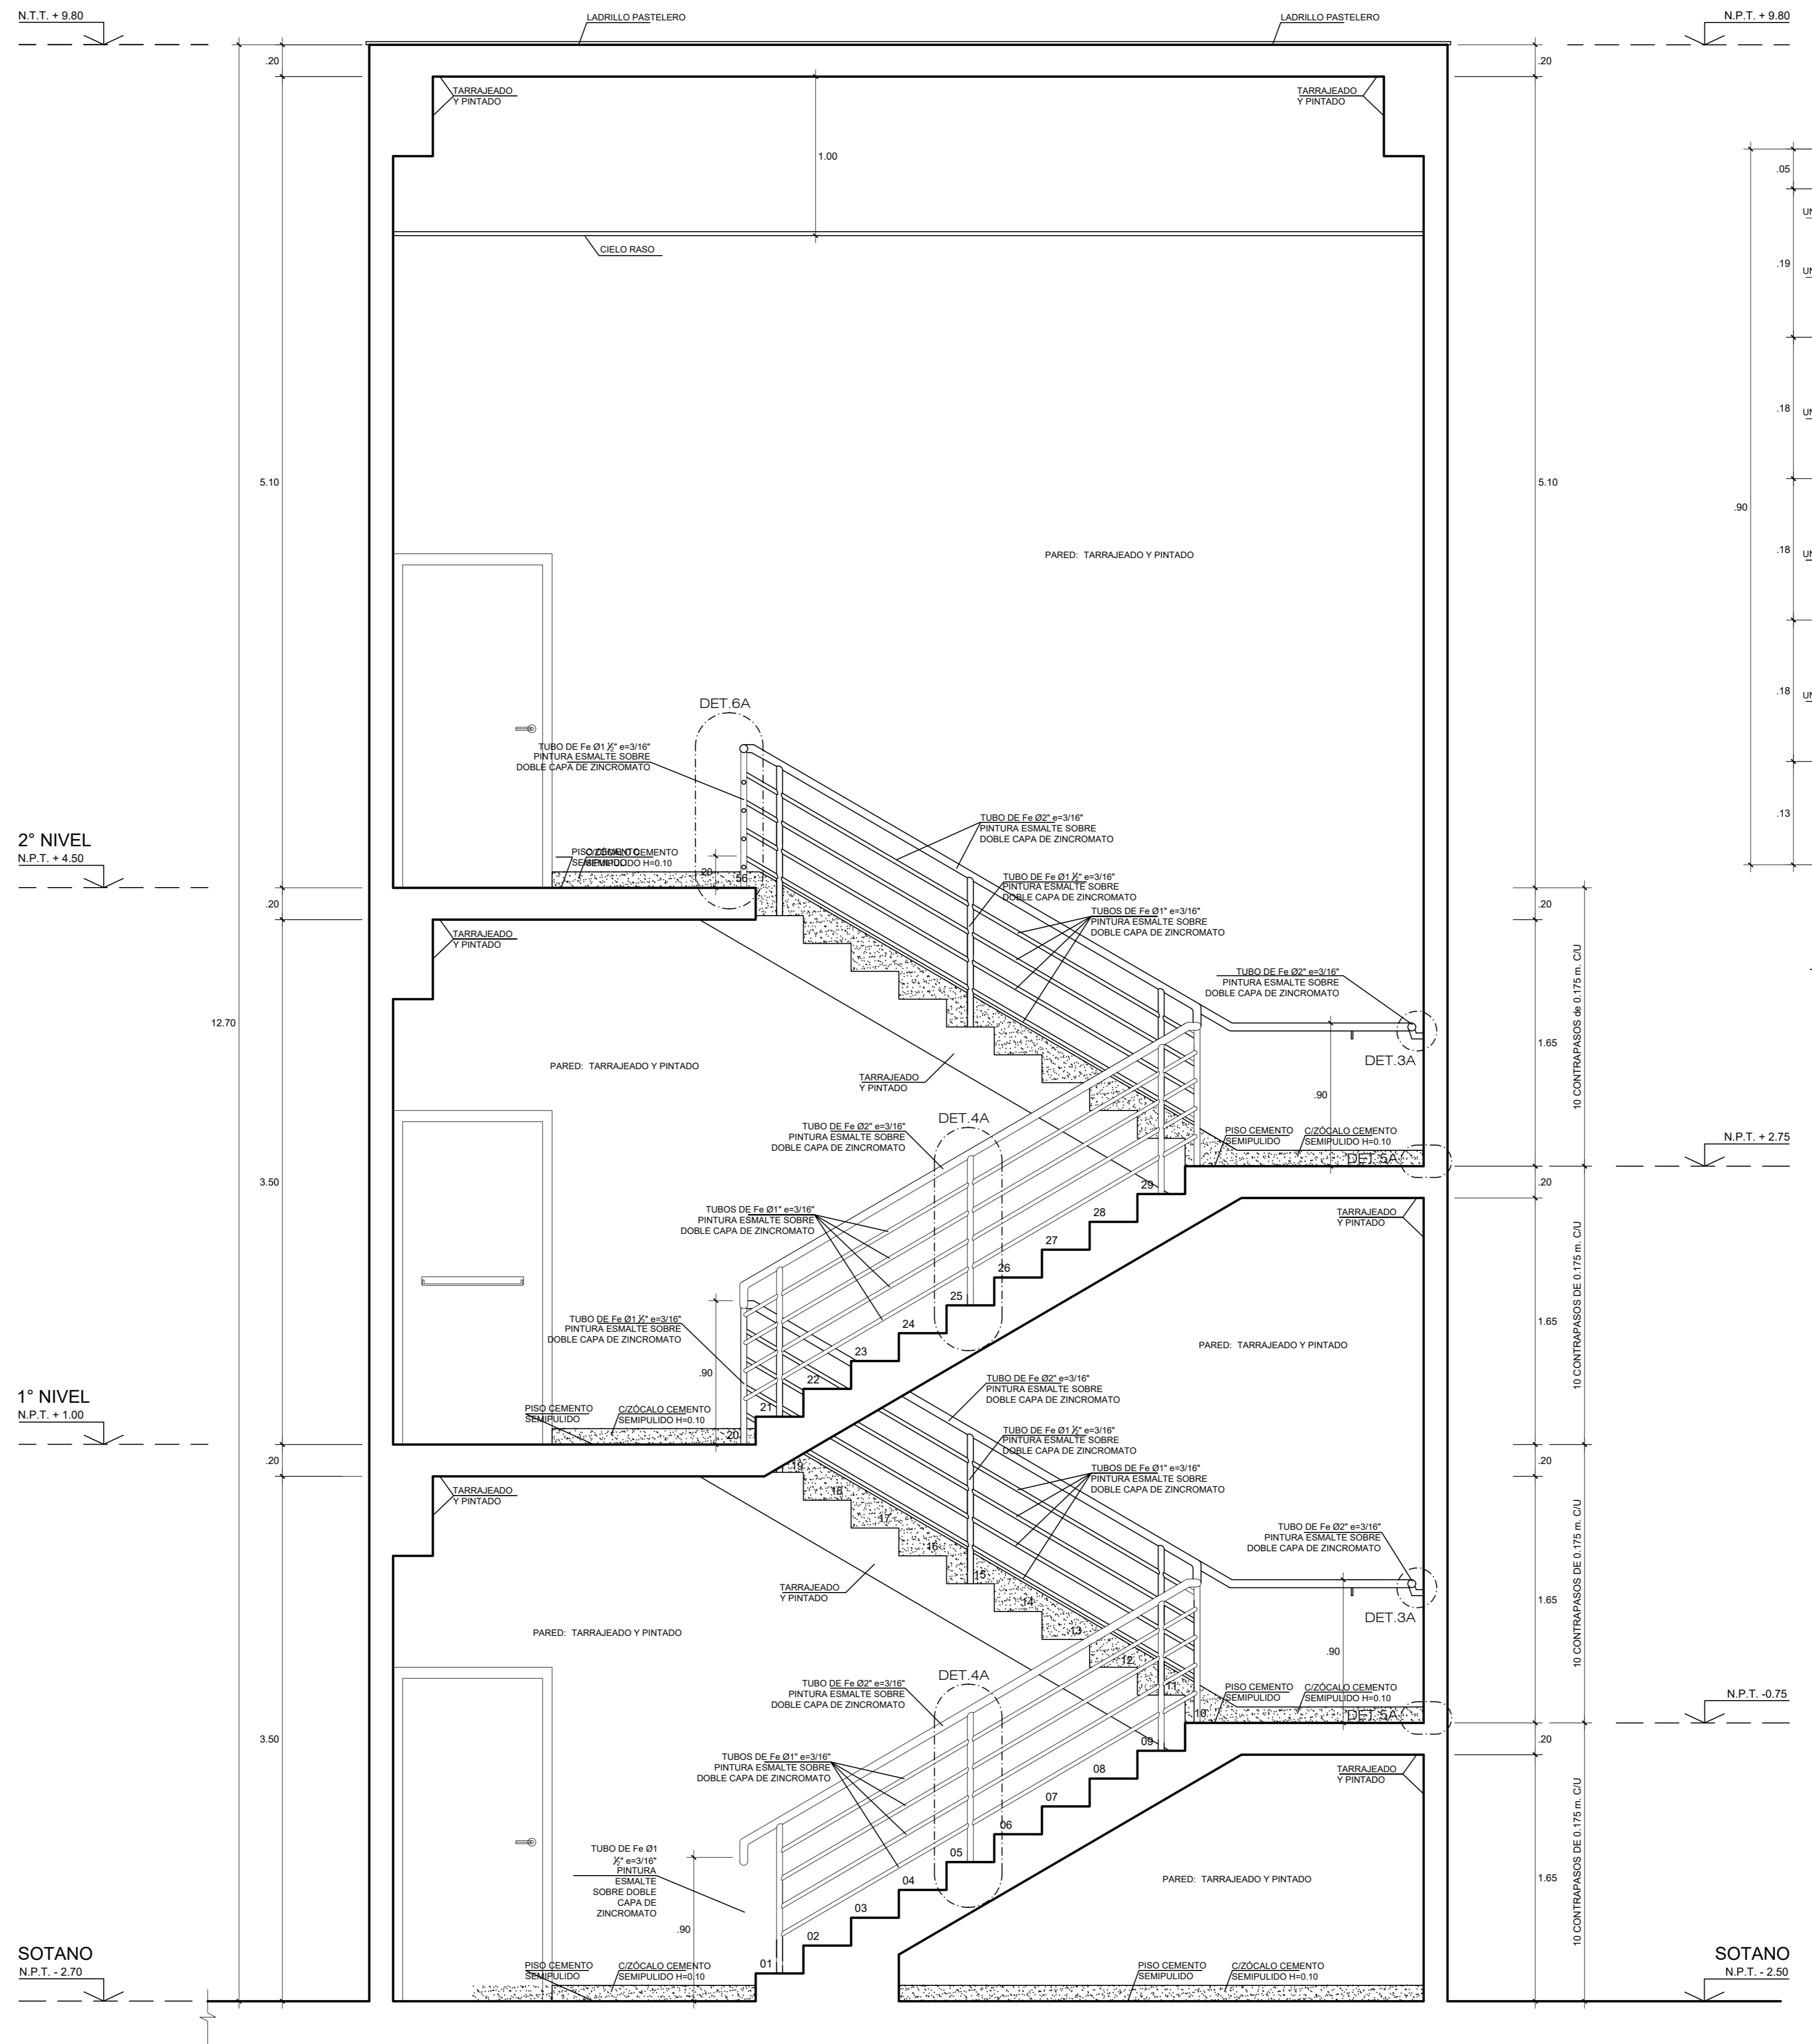 N.T.T. + 9.80
LADRILLO PASTELERO
LADRILLO PASTELERO
N.P.T. + 9.80
.20
.20
TARRAJEADO
Y PINTADO
TARRAJEADO
Y PINTADO
1.00
.05
CIELO RASO
.19
.18
5.10
5.10
.90
PARED: TARRAJEADO Y PINTADO
.18
.18
DET.6A
TUBO DE Fe Ø1 ½" e=3/16"
PINTURA ESMALTE SOBRE
DOBLE CAPA DE ZINCROMATO
.13
TUBO DE Fe Ø2" e=3/16"
PINTURA ESMALTE SOBRE
DOBLE CAPA DE ZINCROMATO
2° NIVEL
N.P.T. + 4.50
PISO CEMENTO
SEMIPULIDO
C/ZÓCALO CEMENTO
SEMIPULIDO H=0.10
.20
56
TUBO DE Fe Ø1 ½" e=3/16"
PINTURA ESMALTE SOBRE
DOBLE CAPA DE ZINCROMATO
.20
.20
TUBOS DE Fe Ø1" e=3/16"
PINTURA ESMALTE SOBRE
DOBLE CAPA DE ZINCROMATO
TARRAJEADO
Y PINTADO
TUBO DE Fe Ø2" e=3/16"
PINTURA ESMALTE SOBRE
DOBLE CAPA DE ZINCROMATO
10 CONTRAPASOS de 0.175 m. C/U
12.70
1.65
DET.3A
PARED: TARRAJEADO Y PINTADO
TARRAJEADO
Y PINTADO
.90
DET.4A
TUBO DE Fe Ø2" e=3/16"
PINTURA ESMALTE SOBRE
DOBLE CAPA DE ZINCROMATO
PISO CEMENTO
SEMIPULIDO
C/ZÓCALO CEMENTO
SEMIPULIDO H=0.10
N.P.T. + 2.75
DET.5A
3.50
.20
29
28
27
26
25
24
23
22
21
20
TUBOS DE Fe Ø1" e=3/16"
PINTURA ESMALTE SOBRE
DOBLE CAPA DE ZINCROMATO
TARRAJEADO
Y PINTADO
10 CONTRAPASOS DE 0.175 m. C/U
TUBO DE Fe Ø1 ½" e=3/16"
PINTURA ESMALTE SOBRE
DOBLE CAPA DE ZINCROMATO
1.65
PARED: TARRAJEADO Y PINTADO
.90
TUBO DE Fe Ø2" e=3/16"
PINTURA ESMALTE SOBRE
DOBLE CAPA DE ZINCROMATO
1° NIVEL
N.P.T. + 1.00
PISO CEMENTO
SEMIPULIDO
C/ZÓCALO CEMENTO
SEMIPULIDO H=0.10
TUBO DE Fe Ø1 ½" e=3/16"
PINTURA ESMALTE SOBRE
DOBLE CAPA DE ZINCROMATO
.20
.20
TUBOS DE Fe Ø1" e=3/16"
PINTURA ESMALTE SOBRE
DOBLE CAPA DE ZINCROMATO
TARRAJEADO
Y PINTADO
19
18
17
16
15
14
13
12
11
10
TUBO DE Fe Ø2" e=3/16"
PINTURA ESMALTE SOBRE
DOBLE CAPA DE ZINCROMATO
10 CONTRAPASOS DE 0.175 m. C/U
TARRAJEADO
Y PINTADO
1.65
DET.3A
PARED: TARRAJEADO Y PINTADO
.90
DET.4A
TUBO DE Fe Ø2" e=3/16"
PINTURA ESMALTE SOBRE
DOBLE CAPA DE ZINCROMATO
PISO CEMENTO
SEMIPULIDO
C/ZÓCALO CEMENTO
SEMIPULIDO H=0.10
N.P.T. -0.75
DET.5A
3.50
.20
09
08
07
06
05
04
03
02
01
TUBOS DE Fe Ø1" e=3/16"
PINTURA ESMALTE SOBRE
DOBLE CAPA DE ZINCROMATO
TARRAJEADO
Y PINTADO
10 CONTRAPASOS DE 0.175 m. C/U
TUBO DE Fe Ø1
½" e=3/16"
PINTURA
ESMALTE
SOBRE DOBLE
CAPA DE
ZINCROMATO
1.65
PARED: TARRAJEADO Y PINTADO
.90
SOTANO
N.P.T. - 2.70
PISO CEMENTO
SEMIPULIDO
C/ZÓCALO CEMENTO
SEMIPULIDO H=0.10
PISO CEMENTO
SEMIPULIDO
C/ZÓCALO CEMENTO
SEMIPULIDO H=0.10
SOTANO
N.P.T. - 2.50